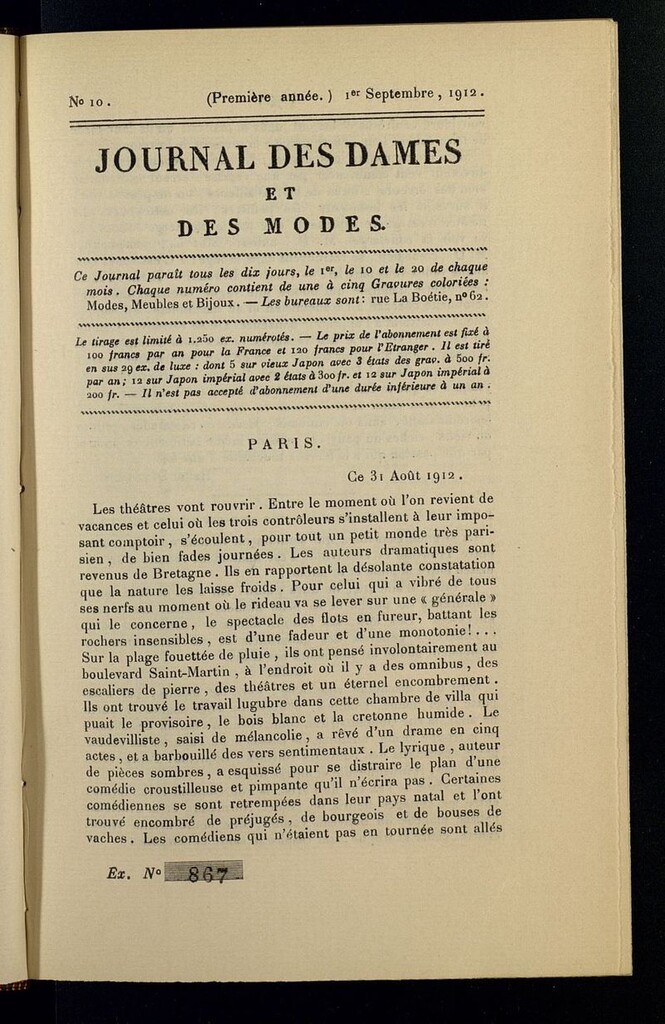 No 10.
(Première année.) 1er Septembre, 1912.
JOURNAL DES DAMES
ET
DES MODES.
Ce Journal paraît tous les dix jours, le 1er, le 10 et le 20 de chaque
mois. Chaque numéro contient de une à cinq Gravures coloriées :
Modes, Meubles et Bijoux. — Les bureaux sont : rue La Boétie, no 62.
Le tirage est limité à 1.250 ex. numérotés. — Le prix de l'abonnement est fixé à
100 francs par an pour la France et 120 francs pour l'Etranger. Il est tiré
en sus 29 ex. de luxe : dont 5 sur vieux Japon avec 3 états des grav. à 500 fr.
par an ; 12 sur Japon impérial avec 2 états à 300 fr. et 12 sur Japon impérial à
200 fr. — Il n'est pas accepté d'abonnement d'une durée inférieure à un an.
PARIS.
Ce 31 Août 1912.
Les théâtres vont rouvrir. Entre le moment où l'on revient de
vacances et celui où les trois contrôleurs s'installent à leur impo-
sant comptoir, s'écoulent, pour tout un petit monde très pari-
sien, de bien fades journées. Les auteurs dramatiques sont
revenus de Bretagne. Ils en rapportent la désolante constatation
que la nature les laisse froids. Pour celui qui a vibré de tous
ses nerfs au moment où le rideau va se lever sur une « générale »
qui le concerne, le spectacle des flots en fureur, battant les
rochers insensibles, est d'une fadeur et d'une monotonie!...
Sur la plage fouettée de pluie, ils ont pensé involontairement au
boulevard Saint-Martin, à l'endroit où il y a des omnibus, des
escaliers de pierre, des théâtres et un éternel encombrement.
Ils ont trouvé le travail lugubre dans cette chambre de villa qui
puait le provisoire, le bois blanc et la cretonne humide. Le
vaudevilliste, saisi de mélancolie, a rêvé d'un drame en cinq
actes, et a barbouillé des vers sentimentaux. Le lyrique, auteur
de pièces sombres, a esquissé pour se distraire le plan d'une
comédie croustilleuse et pimpante qu'il n'écrira pas. Certaines
comédiennes se sont retrempées dans leur pays natal et l'ont
trouvé encombré de préjugés, de bourgeois et de bouses de
vaches. Les comédiens qui n'étaient pas en tournée sont allés
Ex. No 867